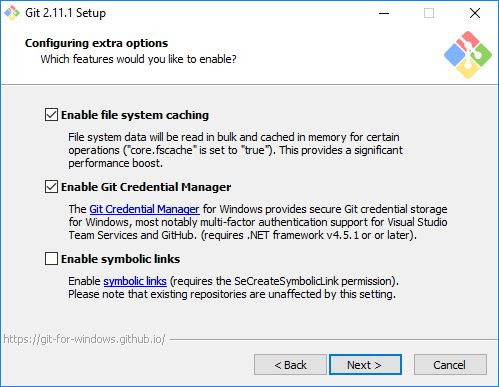 Git 2.11.1 Setup
Configuring extra options
Which features would you like to enable?
Enable file system caching
File system data will be read in bulk and cached in memory for certain
operations ("core.fscache" is set to "true"). This provides a significant
performance boost.
Enable Git Credential Manager
The Git Credential Manager for Windows provides secure Git credential storage
for Windows, most notably multi-factor authentication support for Visual Studio
Team Services and GitHub. (requires .NET framework v4.5.1 or or later).
Enable symbolic links
Enable symbolic links (requires the SeCreateSymbolicLink permission).
Please note that existing repositories are unaffected by this setting.
https://git-for-windows.github.io/
< Back
Next >
Cancel